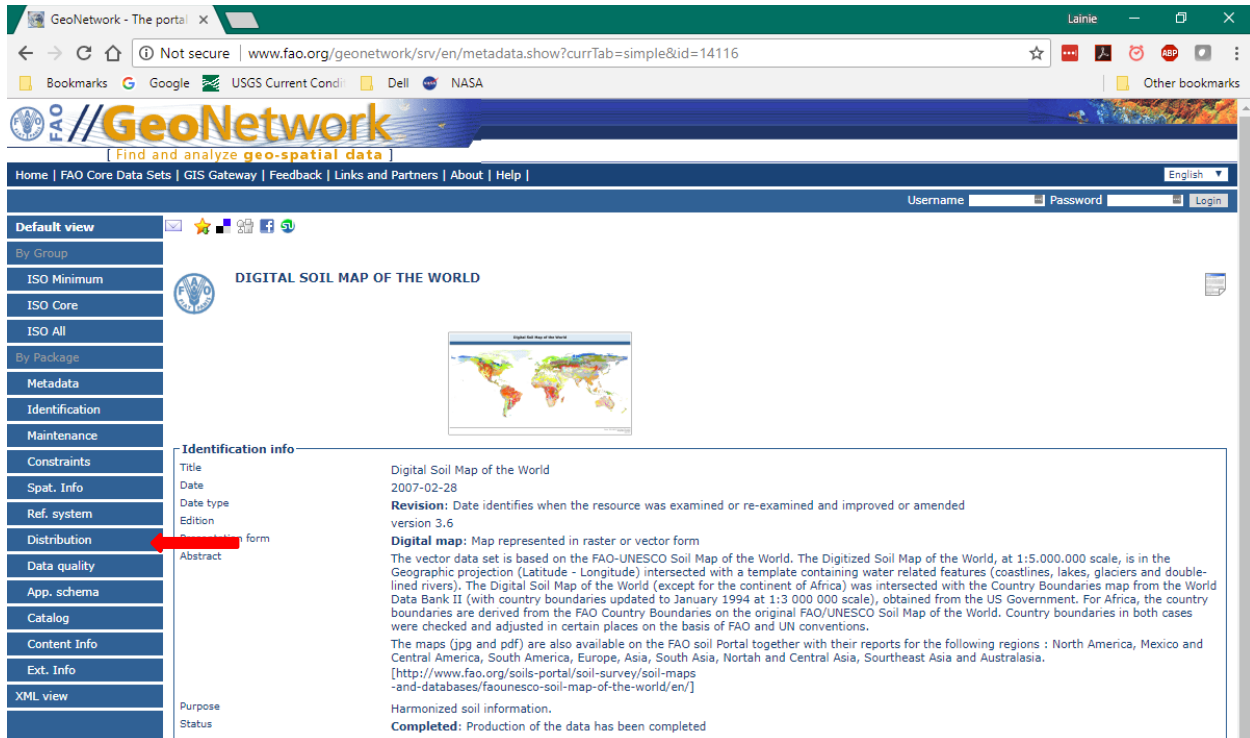 GeoNetwork - The portal
Lainie
Not secure | www.fao.org/geonetwork/srv/en/metadata.show?currTab=simple&id=14116
ABP
Bookmarks Google USGS Current Condi Dell NASA Other bookmarks
FAO //GeoNetwork
[ Find and analyze geo-spatial data ]
Home | FAO Core Data Sets | GIS Gateway | Feedback | Links and Partners | About | Help |
English
Username Password Login
Default view
By Group
ISO Minimum
ISO Core
ISO All
By Package
Metadata
Identification
Maintenance
Constraints
Spat. Info
Ref. system
Distribution
Data quality
App. schema
Catalog
Content Info
Ext. Info
XML view
DIGITAL SOIL MAP OF THE WORLD
Digital Soil Map of the World
Identification info
Title Digital Soil Map of the World
Date 2007-02-28
Date type Revision: Date identifies when the resource was examined or re-examined and improved or amended
Edition version 3.6
Presentation form Digital map: Map represented in raster or vector form
Abstract The vector data set is based on the FAO-UNESCO Soil Map of the World. The Digitized Soil Map of the World, at 1:5.000.000 scale, is in the
Geographic projection (Latitude - Longitude) intersected with a template containing water related features (coastlines, lakes, glaciers and double-
lined rivers). The Digital Soil Map of the World (except for the continent of Africa) was intersected with the Country Boundaries map from the World
Data Bank II (with country boundaries updated to January 1994 at 1:3 000 000 scale), obtained from the US Government. For Africa, the country
boundaries are derived from the FAO Country Boundaries on the original FAO/UNESCO Soil Map of the World. Country boundaries in both cases
were checked and adjusted in certain places on the basis of FAO and UN conventions.
The maps (jpg and pdf) are also available on the FAO soil Portal together with their reports for the following regions : North America, Mexico and
Central America, South America, Europe, Asia, South Asia, Nortah and Central Asia, Sourtheast Asia and Australasia.
[http://www.fao.org/soils-portal/soil-survey/soil-maps
-and-databases/faounesco-soil-map-of-the-world/en/]
Purpose Harmonized soil information.
Status Completed: Production of the data has been completed